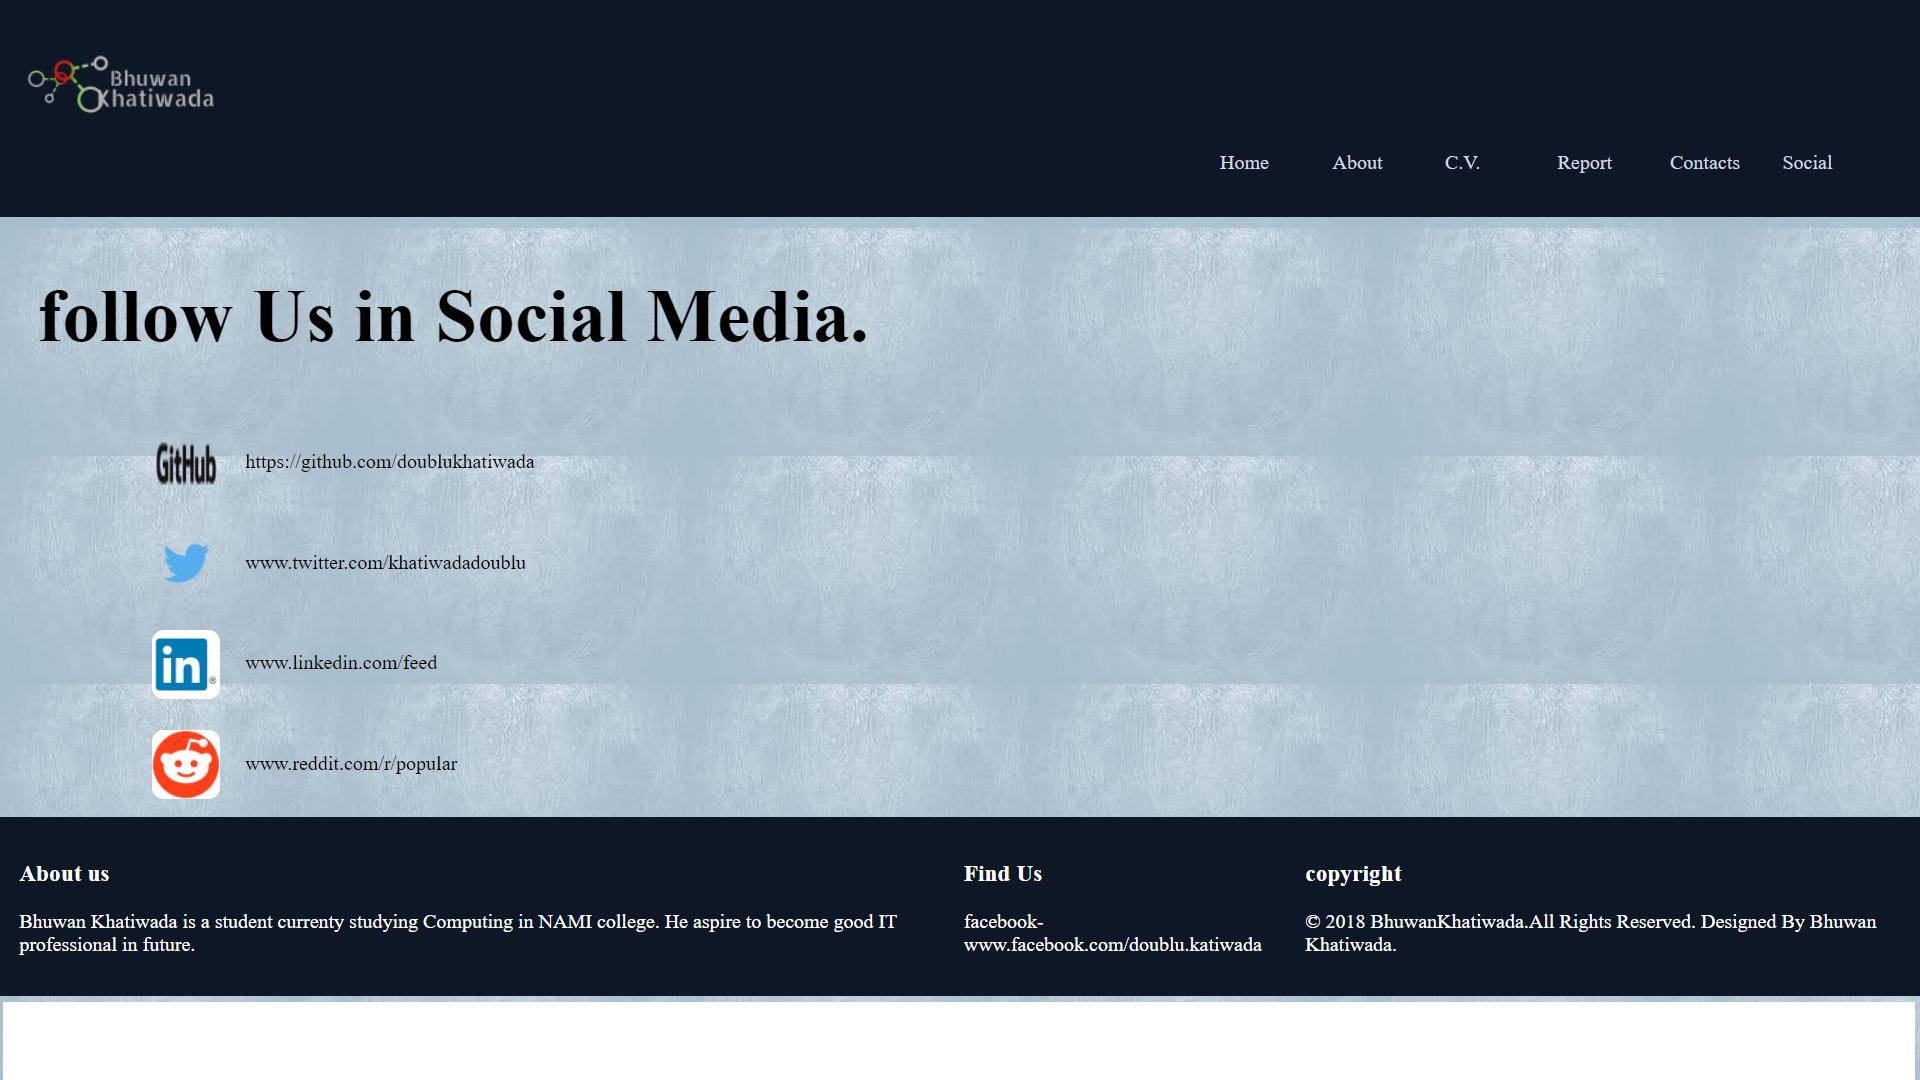 Bhuwan
Khatiwada
Home About C.V. Report Contacts Social
follow Us in Social Media.
GitHub https://github.com/doublukhatiwada
www.twitter.com/khatiwadadoublu
in ® www.linkedin.com/feed
www.reddit.com/r/popular
About us
Bhuwan Khatiwada is a student currenty studying Computing in NAMI college. He aspire to become good IT
professional in future.
Find Us
facebook-
www.facebook.com/doublu.katiwada
copyright
© 2018 BhuwanKhatiwada.All Rights Reserved. Designed By Bhuwan
Khatiwada.